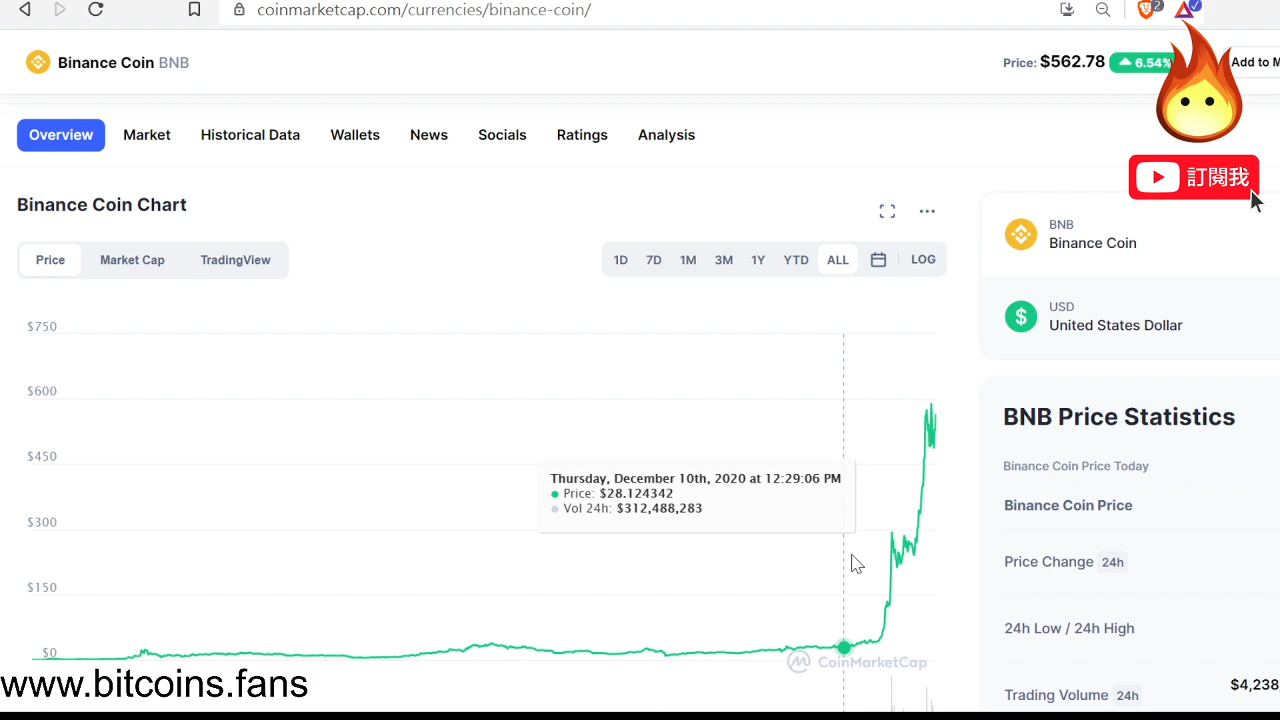 coinmarketcap.com/currencies/binance-coin/
2
Binance Coin BNB
Price: $562.78
6.54%
Add to M
訂閱我
Overview
Market
Historical Data
Wallets
News
Socials
Ratings
Analysis
Binance Coin Chart
Price
Market Cap
TradingView
1D
7D
1M
3M
1Y
YTD
ALL
LOG
BNB
Binance Coin
$
USD
United States Dollar
$750
$600
$450
$300
$150
$0
Thursday, December 10th, 2020 at 12:29:06 PM
Price: $28.124342
Vol 24h: $312,488,283
CoinMarketCap
BNB Price Statistics
Binance Coin Price Today
Binance Coin Price
Price Change 24h
24h Low / 24h High
Trading Volume 24h
$4,238
www.bitcoins.fans